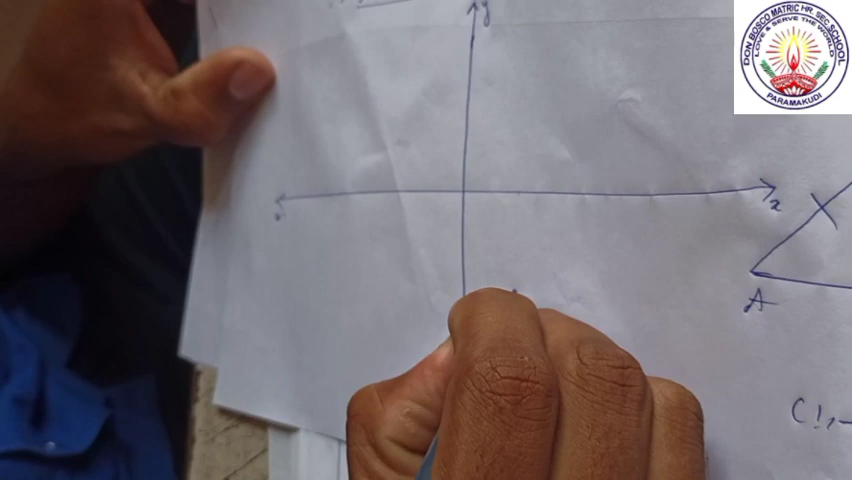 y
x
A
DON BOSCO MATRIC HR. SEC. SCHOOL
LOVE & SERVE THE WORLD
PARAMAKUDI